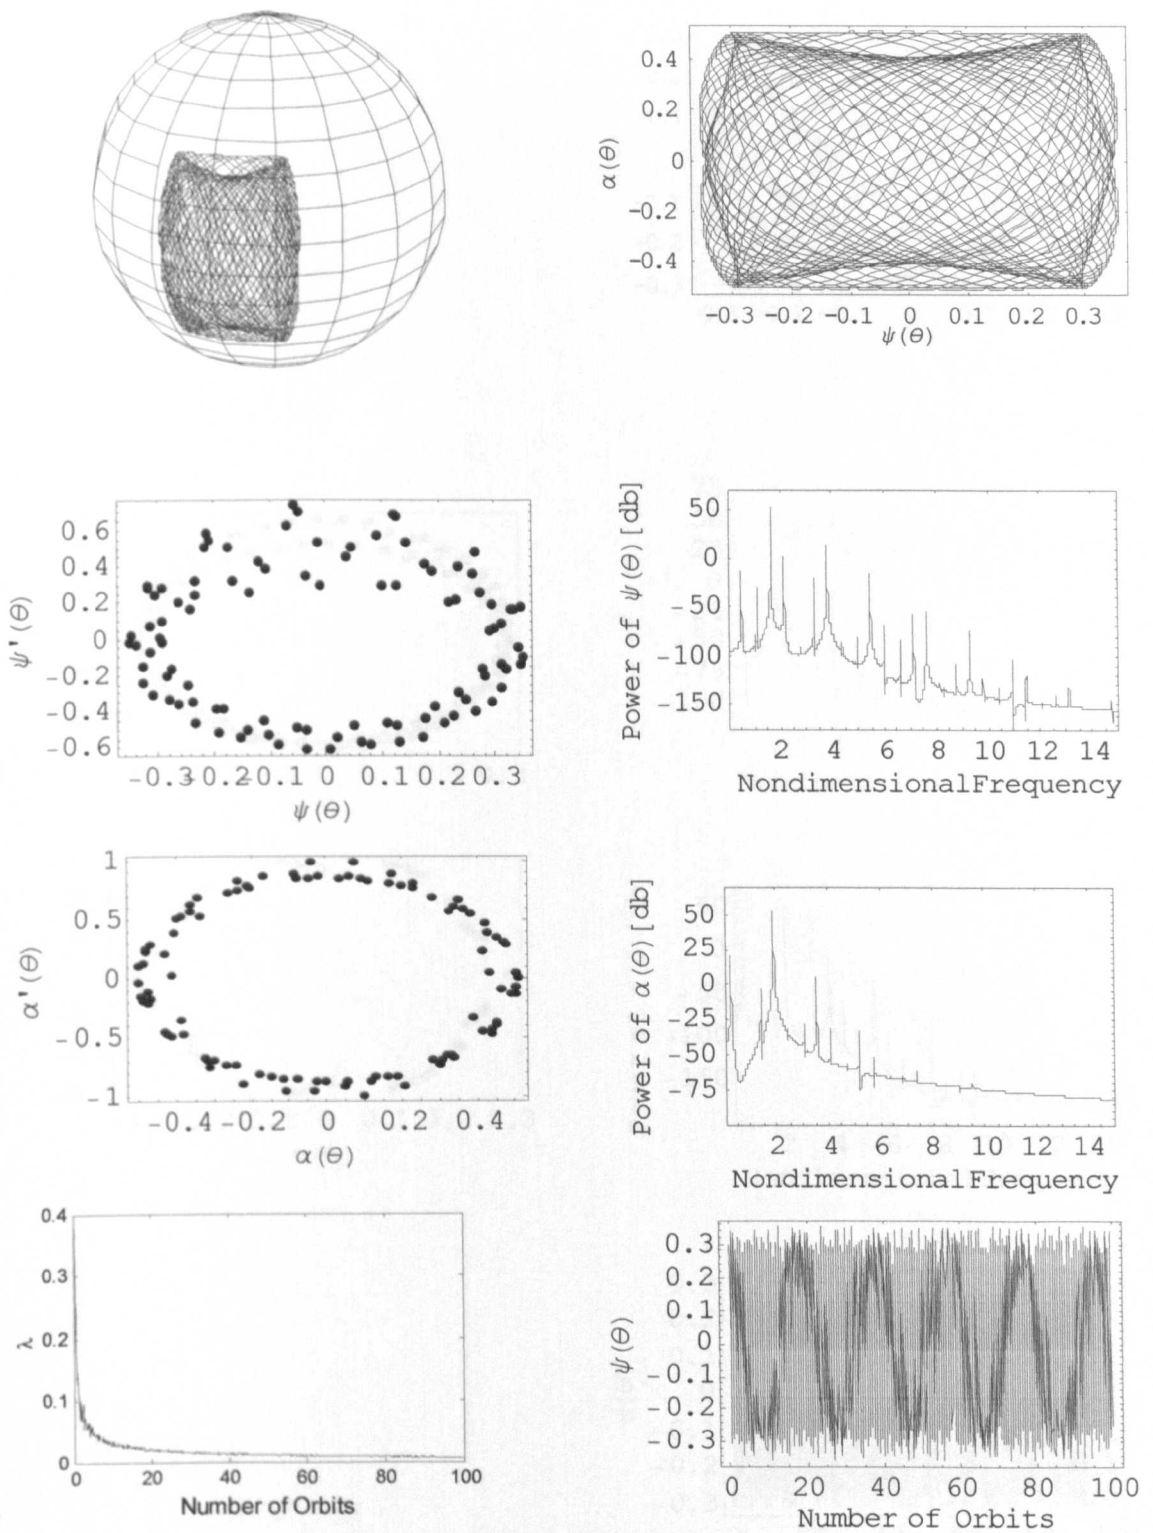 0.4
0.2
0
-0.2
-0.4
α(θ)
-0.3 -0.2 -0.1 0 0.1 0.2 0.3
ψ(θ)
0.6
0.4
0.2
0
-0.2
-0.4
-0.6
ψ'(θ)
-0.3 -0.2 -0.1 0 0.1 0.2 0.3
ψ(θ)
50
0
-50
-100
-150
Power of ψ(θ) [db]
2 4 6 8 10 12 14
Nondimensional Frequency
1
0.5
0
-0.5
-1
α'(θ)
-0.4 -0.2 0 0.2 0.4
α(θ)
50
25
0
-25
-50
-75
Power of α(θ) [db]
2 4 6 8 10 12 14
Nondimensional Frequency
0.4
0.3
0.2
0.1
0
λ
0 20 40 60 80 100
Number of Orbits
0.3
0.2
0.1
0
-0.1
-0.2
-0.3
ψ(θ)
0 20 40 60 80 100
Number of Orbits